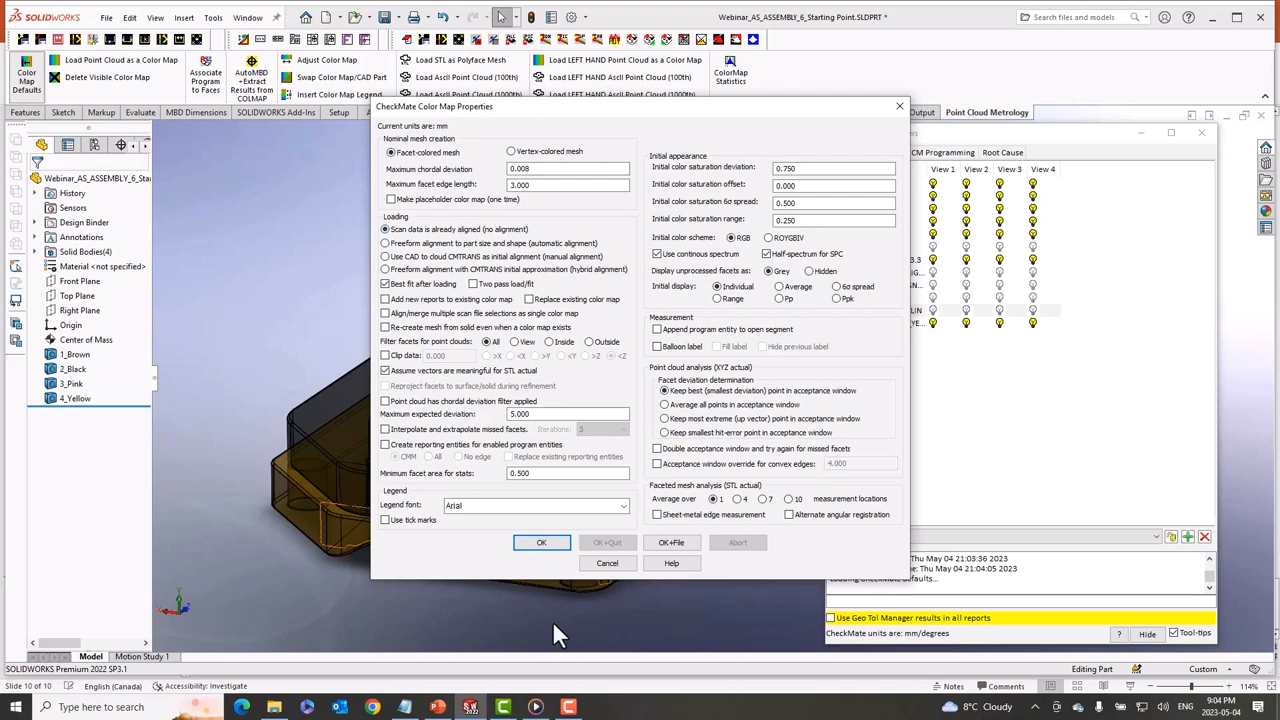 SOLIDWORKS File Edit View Insert Tools Window
Webinar_AS_ASSEMBLY_6_Starting Point.SLDPRT *
Search files and models
Color Map Defaults
Load Point Cloud as a Color Map
Delete Visible Color Map
Associate Program to Faces
AutoMBD +Extract Results from COLMAP
Adjust Color Map
Swap Color Map/CAD Part
Insert Color Map Legend
Load STL as Polyface Mesh
Load Ascii Point Cloud (100th)
Load LEFT HAND Point Cloud as a Color Map
Load LEFT HAND Ascii Point Cloud (100th)
ColorMap Statistics
Features Sketch Markup Evaluate MBD Dimensions SOLIDWORKS Add-Ins Setup
Point Cloud Metrology
Webinar_AS_ASSEMBLY_6_Star
History
Sensors
Design Binder
Annotations
Solid Bodies(4)
Material <not specified>
Front Plane
Top Plane
Right Plane
Origin
Center of Mass
1_Brown
2_Black
3_Pink
4_Yellow
CheckMate Color Map Properties
Current units are: mm
Nominal mesh creation
Facet-colored mesh Vertex-colored mesh
Maximum chordal deviation 0.008
Maximum facet edge length: 3.000
Make placeholder color map (one time)
Loading
Scan data is already aligned (no alignment)
Freeform alignment to part size and shape (automatic alignment)
Use CAD to cloud CMTRANS as initial alignment (manual alignment)
Freeform alignment with CMTRANS initial approximation (hybrid alignment)
Best fit after loading Two pass load/fit
Add new reports to existing color map Replace existing color map
Align/merge multiple scan file selections as single color map
Re-create mesh from solid even when a color map exists
Filter facets for point clouds: All View Inside Outside
Clip data: 0.000 >X <X >Y <Y >Z <Z
Assume vectors are meaningful for STL actual
Reproject facets to surface/solid during refinement
Point cloud has chordal deviation filter applied
Maximum expected deviation: 5.000
Interpolate and extrapolate missed facets. Iterations: 3
Create reporting entities for enabled program entities
CMM All No edge Replace existing reporting entities
Minimum facet area for stats: 0.500
Legend
Legend font: Arial
Use tick marks
Initial appearance
Initial color saturation deviation: 0.750
Initial color saturation offset: 0.000
Initial color saturation 6σ spread: 0.500
Initial color saturation range: 0.250
Initial color scheme: RGB ROYGBIV
Use continous spectrum Half-spectrum for SPC
Display unprocessed facets as: Grey Hidden
Initial display: Individual Average 6σ spread
Range Pp Ppk
Measurement
Append program entity to open segment
Balloon label Fill label Hide previous label
Point cloud analysis (XYZ actual)
Facet deviation determination
Keep best (smallest deviation) point in acceptance window
Average all points in acceptance window
Keep most extreme (up vector) point in acceptance window
Keep smallest hit-error point in acceptance window
Double acceptance window and try again for missed facets
Acceptance window override for convex edges: 4.000
Faceted mesh analysis (STL actual)
Average over 1 4 7 10 measurement locations
Sheet-metal edge measurement Alternate angular registration
OK OK+Quit OK+File Abort
Cancel Help
CM Programming Root Cause
View 1 View 2 View 3 View 4
Thu May 04 21:03:36 2023
e: Thu May 04 21:04:05 2023
Loading CheckMate defaults...
Use Geo Tol Manager results in all reports
CheckMate units are: mm/degrees ? Hide Tool-tips
Model Motion Study 1
SOLIDWORKS Premium 2022 SP3.1 Editing Part Custom
Slide 10 of 10 English (Canada) Accessibility: Investigate Notes Comments 114%
Type here to search 8°C Cloudy 9:04 PM
2023-05-04